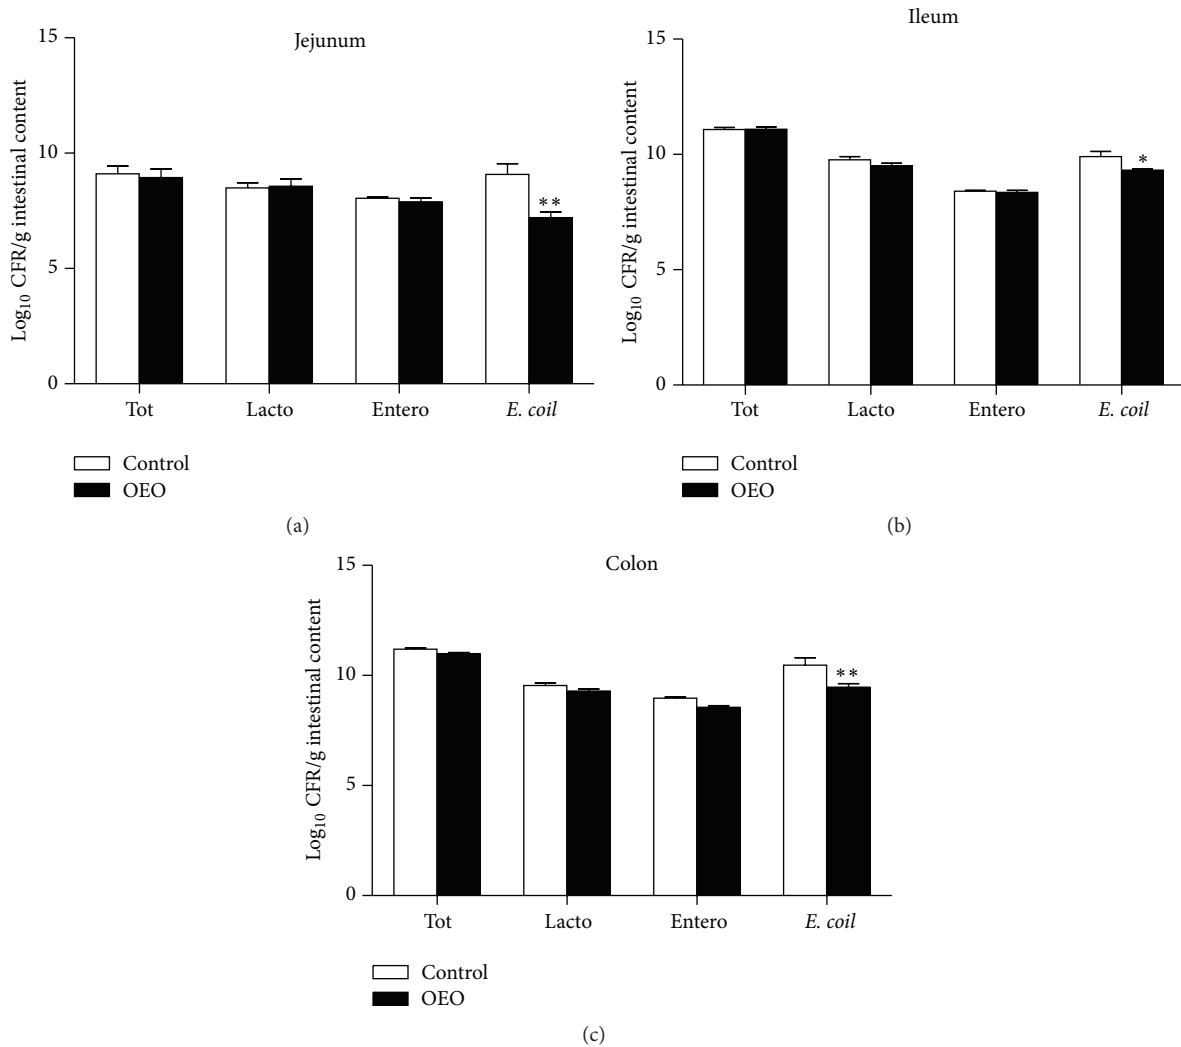 Jejunum
Log₁₀ CFR/g intestinal content
15
10
5
0
**
Tot Lacto Entero E. coil
Control
OEO
(a)
Ileum
Log₁₀ CFR/g intestinal content
15
10
5
0
*
Tot Lacto Entero E. coil
Control
OEO
(b)
Colon
Log₁₀ CFR/g intestinal content
15
10
5
0
**
Tot Lacto Entero E. coil
Control
OEO
(c)